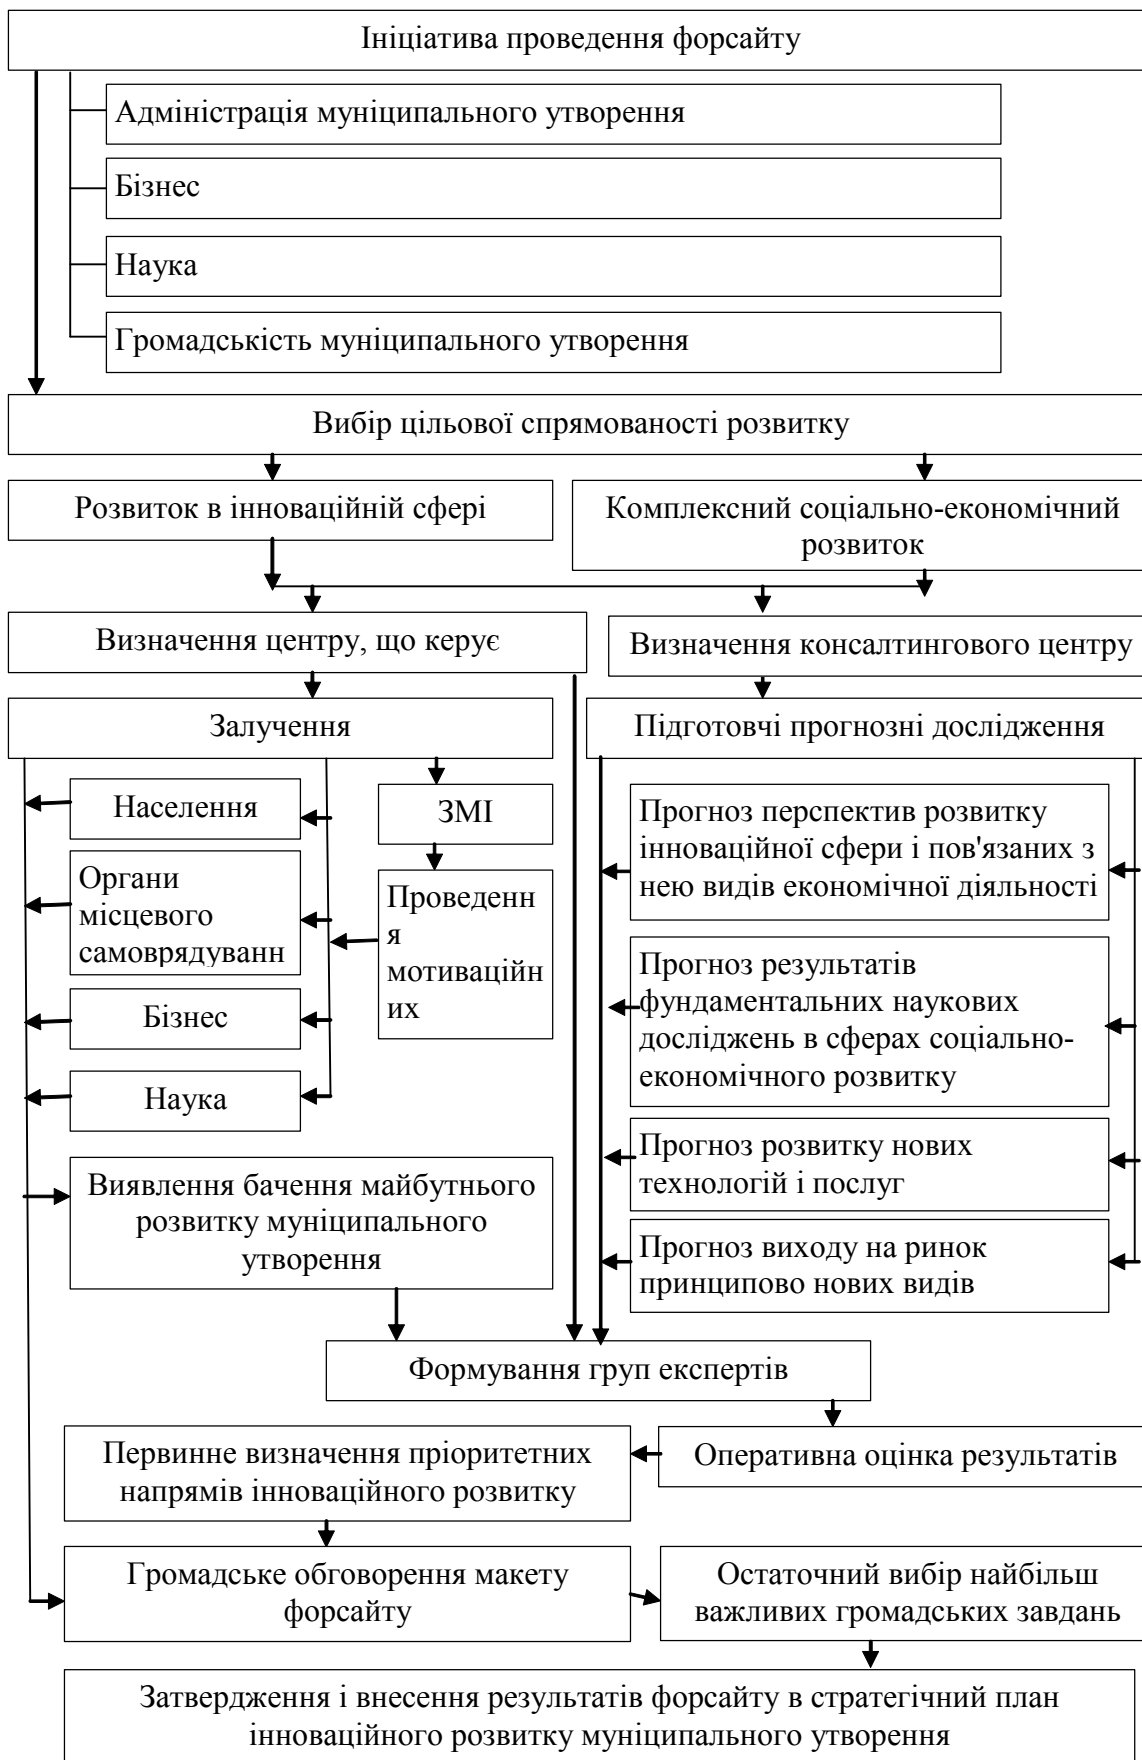 Ініціатива проведення форсайту
Адміністрація муніципального утворення
Бізнес
Наука
Громадськість муніципального утворення
Вибір цільової спрямованості розвитку
Розвиток в інноваційній сфері
Комплексний соціально-економічний
розвиток
Визначення центру, що керує
Визначення консалтингового центру
Залучення
Підготовчі прогнозні дослідження
Населення
Органи
місцевого
самоврядуванн
Бізнес
Наука
ЗМІ
Проведенн
я
мотиваційн
их
Прогноз перспектив розвитку
інноваційної сфери і пов'язаних з
нею видів економічної діяльності
Прогноз результатів
фундаментальних наукових
досліджень в сферах соціально-
економічного розвитку
Прогноз розвитку нових
технологій і послуг
Прогноз виходу на ринок
принципово нових видів
Виявлення бачення майбутнього
розвитку муніципального
утворення
Формування груп експертів
Оперативна оцінка результатів
Первинне визначення пріоритетних
напрямів інноваційного розвитку
Громадське обговорення макету
форсайту
Остаточний вибір найбільш
важливих громадських завдань
Затвердження і внесення результатів форсайту в стратегічний план
інноваційного розвитку муніципального утворення